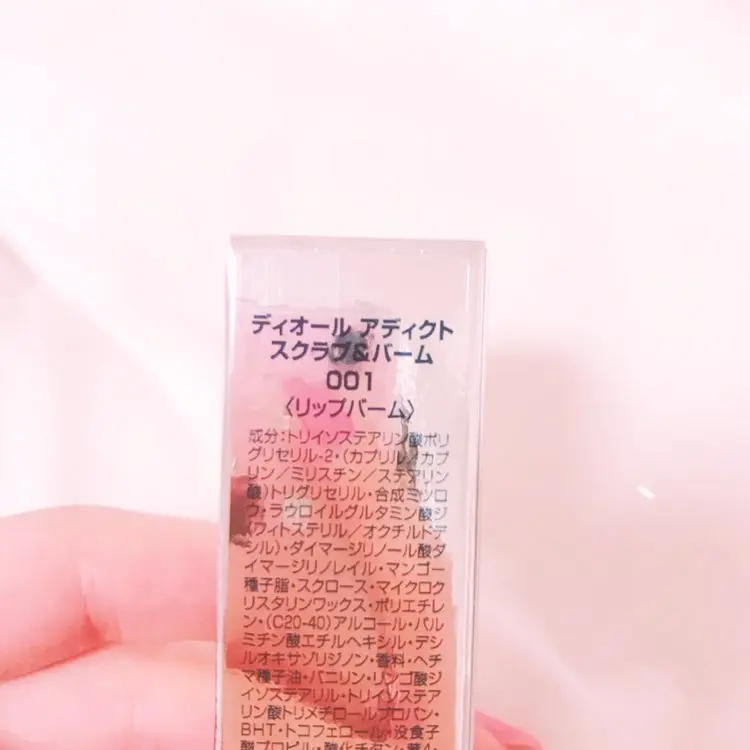 ディオール アディクト
スクラブ&バーム
001
〈リップバーム〉
成分:トリイソステアリン酸ポリ
グリセリル-2・(カプリル/カプ
リン/ミリスチン/ステアリン
酸)トリグリセリル・合成ミツロ
ウ・ラウロイルグルタミン酸ジ
(フィトステリル/オクチルドデ
シル)・ダイマージリノール酸ダ
イマージリノレイル・マンゴー
種子脂・スクロース・マイクロク
リスタリンワックス・ポリエチレ
ン・(C20-40)アルコール・パル
ミチン酸エチルヘキシル・デシ
ルオキサゾリジノン・香料・ヘチ
マ種子油・バニリン・リンゴ酸ジ
イソステアリル・トリイソステア
リン酸トリメチロールプロパン・
BHT・トコフェロール・没食子
酸プロピル・酸化チタン・黄4・